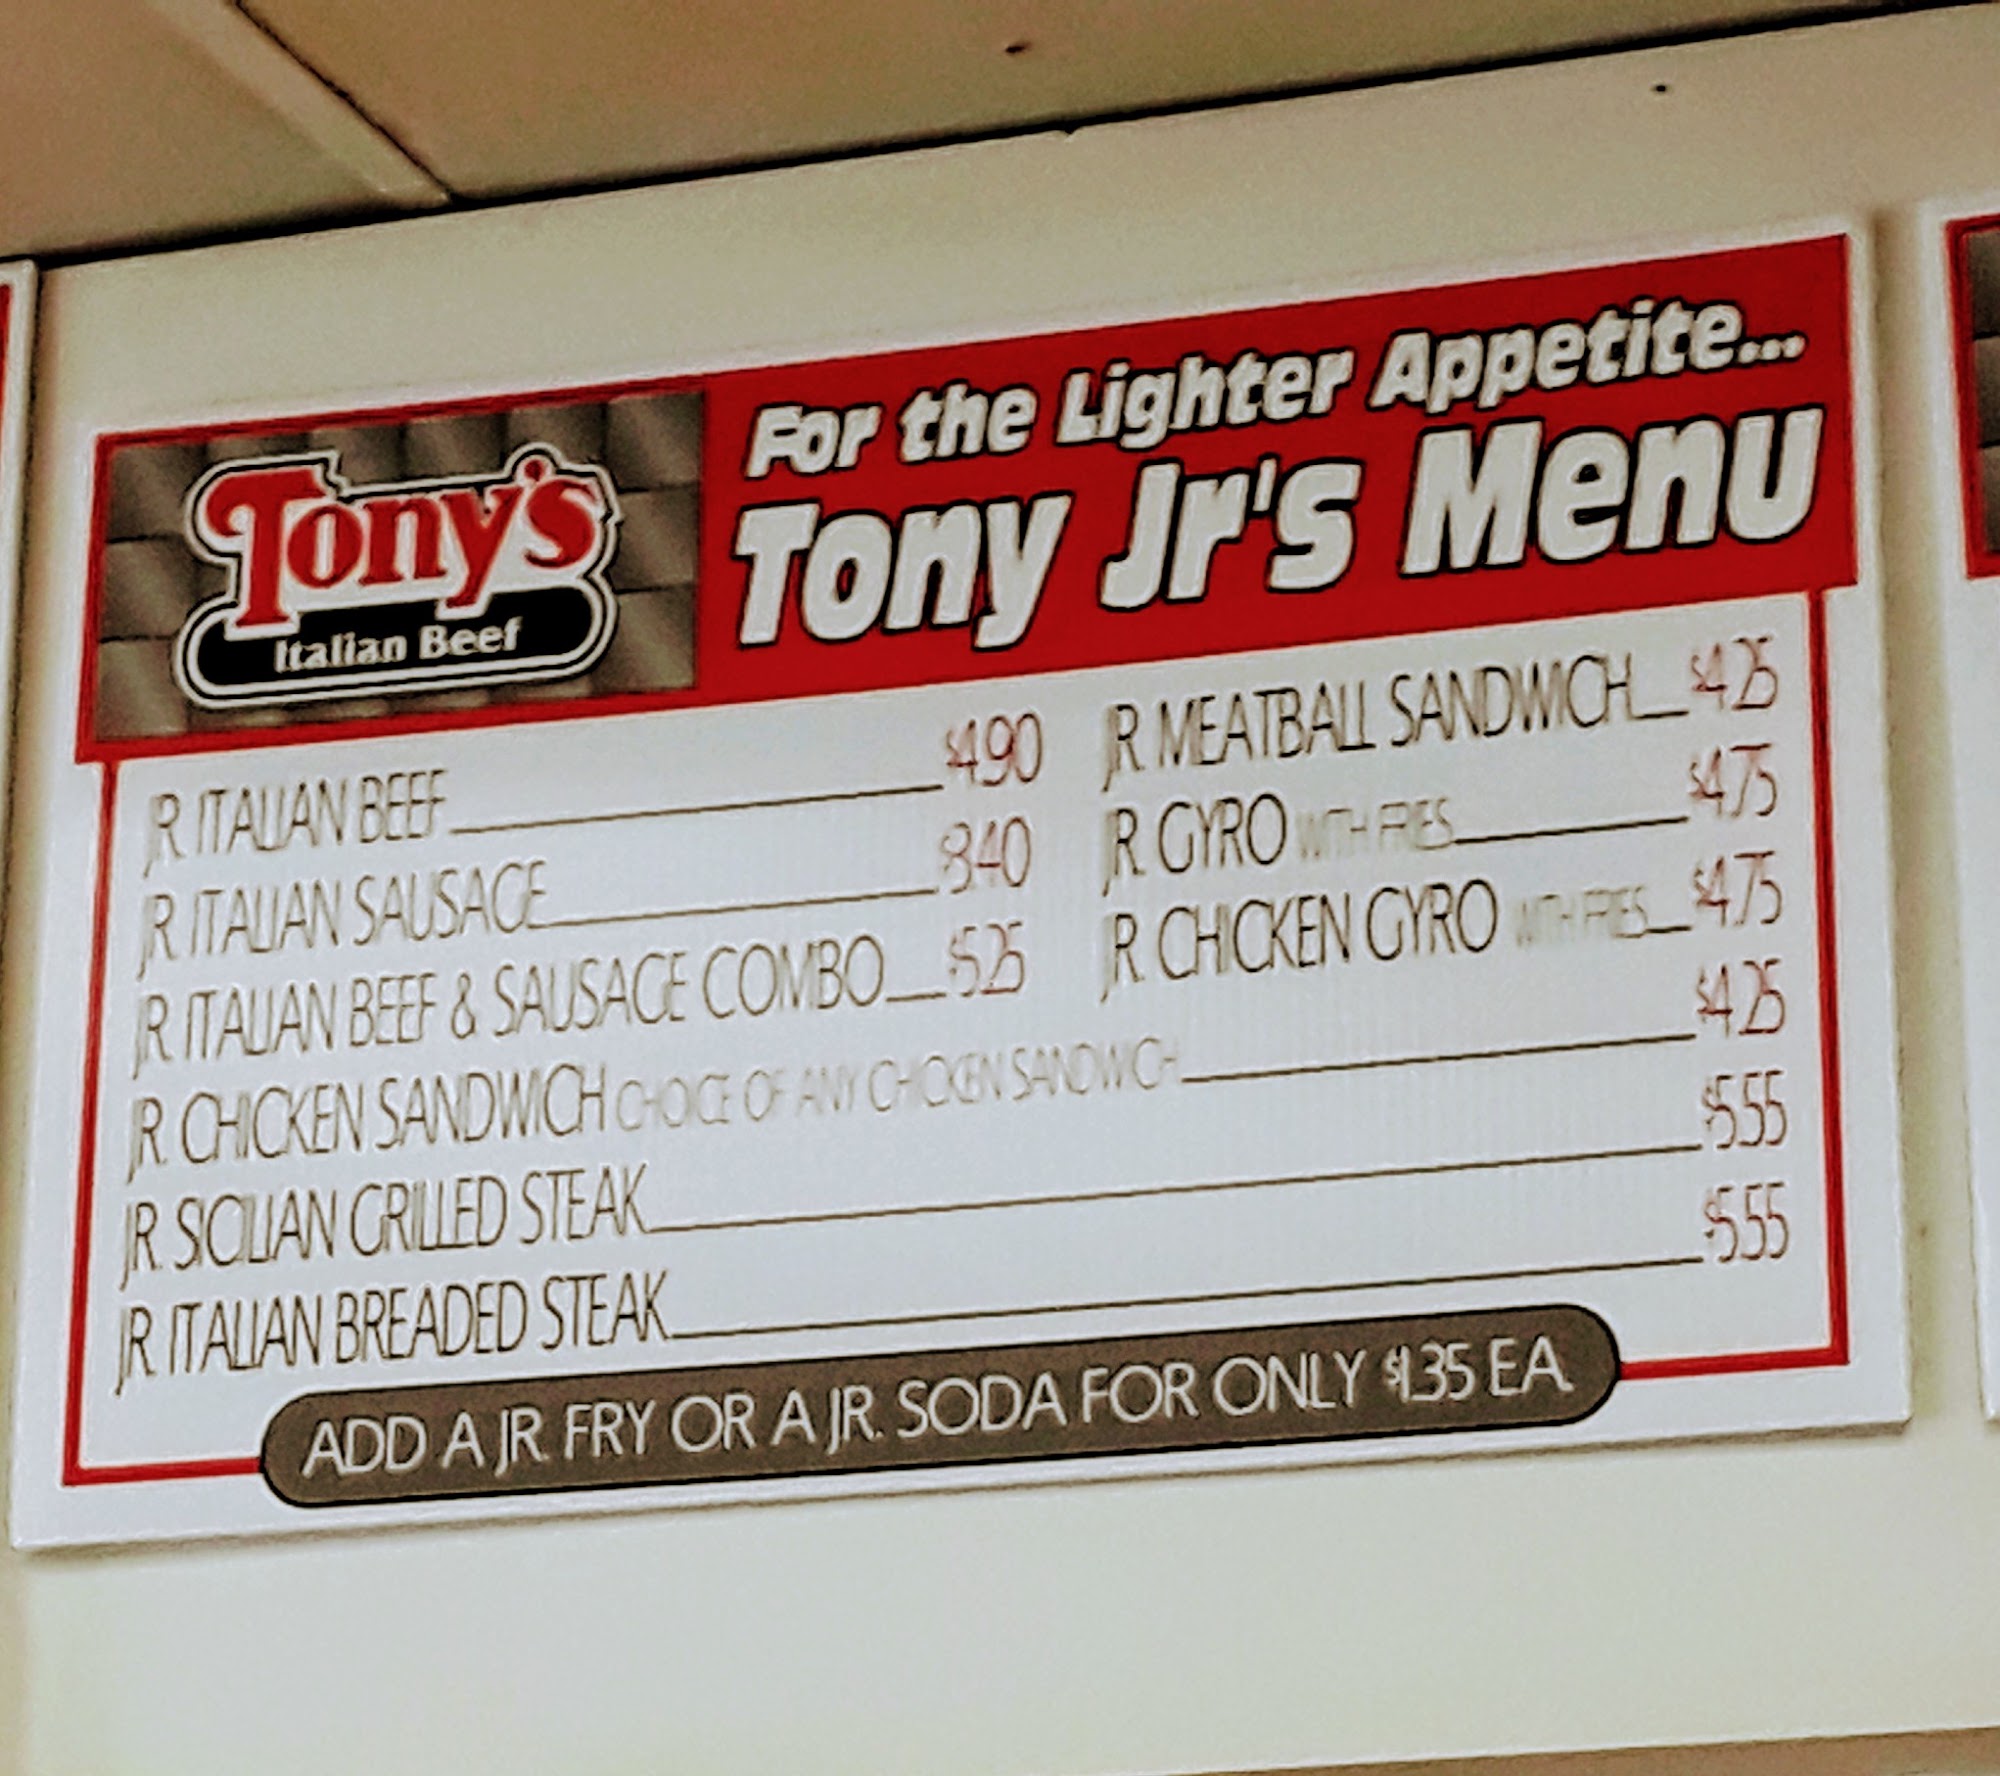 Tony's
Italian Beef
For the Lighter Appetite...
Tony Jr's Menu
JR. ITALIAN BEEF $4.90
JR. ITALIAN SAUSAGE $3.40
JR. ITALIAN BEEF & SAUSAGE COMBO $5.25
JR. MEATBALL SANDWICH $4.25
JR. GYRO WITH FRIES $4.75
JR. CHICKEN GYRO WITH FRIES $4.75
JR. CHICKEN SANDWICH CHOICE OF ANY CHICKEN SANDWICH $4.25
JR. SICILIAN GRILLED STEAK $5.55
JR. ITALIAN BREADED STEAK $5.55
ADD A JR. FRY OR A JR. SODA FOR ONLY $1.35 EA.